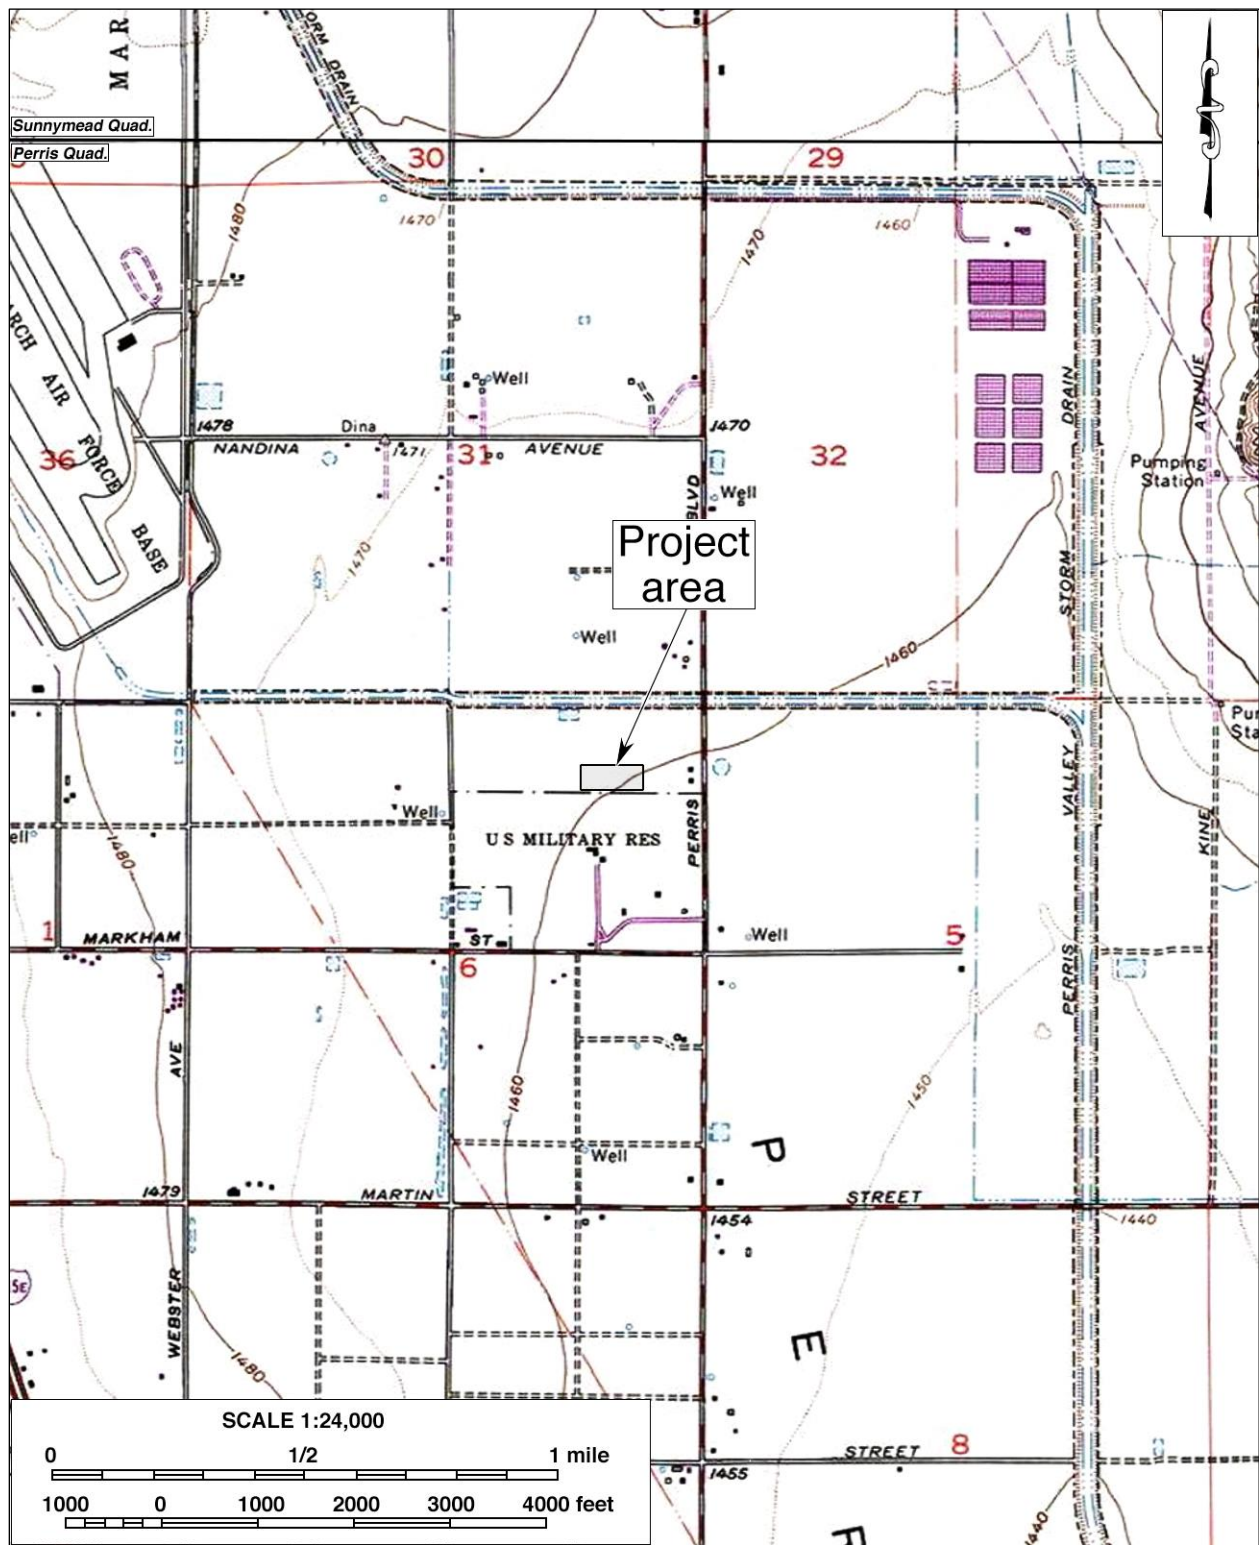 MAR
STORM DRAIN
Sunnymead Quad.
Perris Quad.
30
29
1480
1470
1460
1470
MARCH AIR FORCE BASE
36
Well
1478
Dina
1470
NANDINA
1471
31
AVENUE
32
BLVD
Well
Pumping
Station
AVENUE
STORM DRAIN
Project
area
1470
Well
1460
Well
1480
U S MILITARY RES
PERRIS
VALLEY
KINE
1
MARKHAM
ST
6
Well
5
AVE
1460
1450
PERRIS
Well
P
1479
MARTIN
STREET
1454
1440
5E
WEBSTER
E
1480
STREET
8
1455
1440
SCALE 1:24,000
0 1/2 1 mile
1000 0 1000 2000 3000 4000 feet